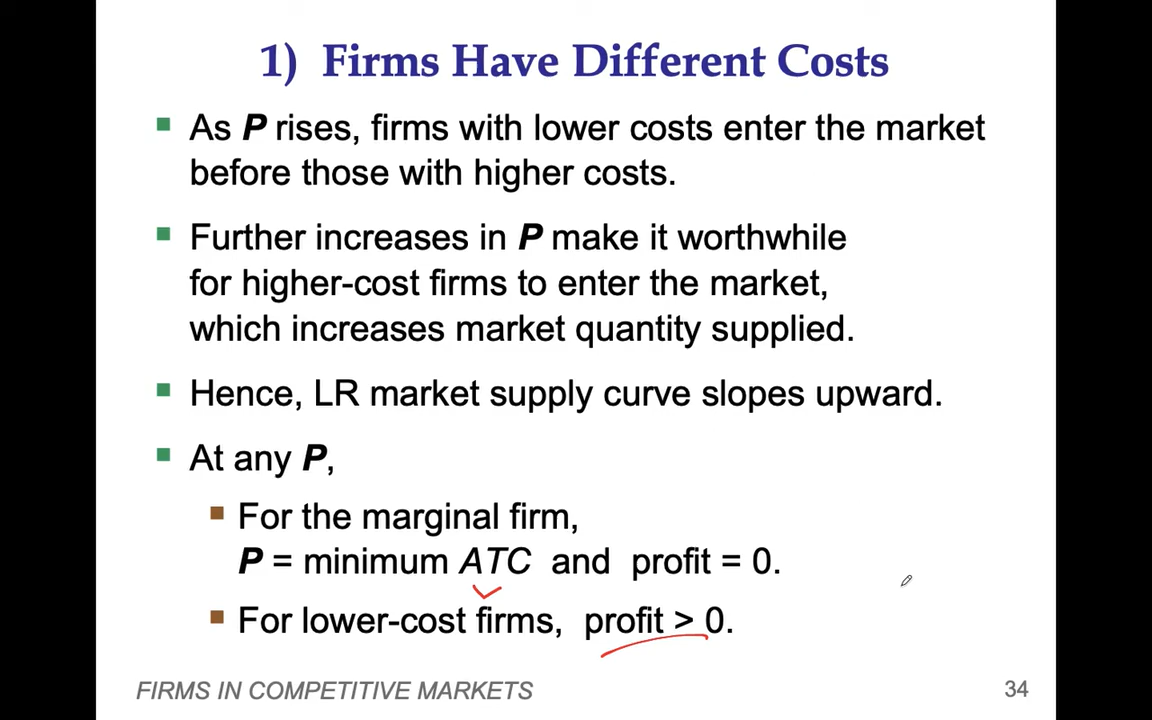 1) Firms Have Different Costs
As P rises, firms with lower costs enter the market
before those with higher costs.
Further increases in P make it worthwhile
for higher-cost firms to enter the market,
which increases market quantity supplied.
Hence, LR market supply curve slopes upward.
At any P,
For the marginal firm,
P = minimum ATC and profit = 0.
For lower-cost firms, profit > 0.
FIRMS IN COMPETITIVE MARKETS
34